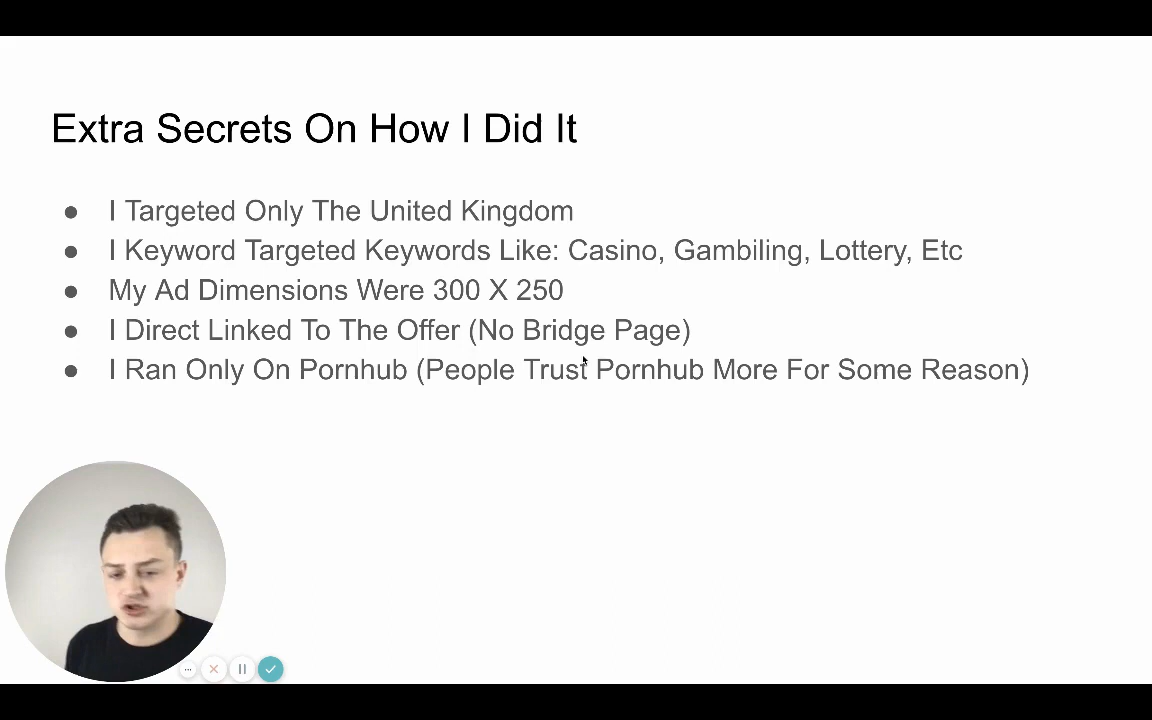 Extra Secrets On How I Did It
● I Targeted Only The United Kingdom
● I Keyword Targeted Keywords Like: Casino, Gambiling, Lottery, Etc
● My Ad Dimensions Were 300 X 250
● I Direct Linked To The Offer (No Bridge Page)
● I Ran Only On Pornhub (People Trust Pornhub More For Some Reason)